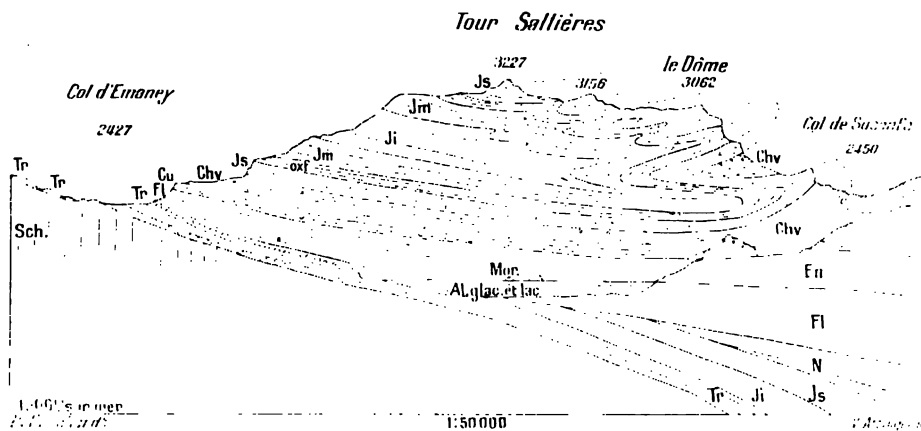 Tour Sallières
3227
3156
le Dôme
3062
Col d'Emaney
2427
Col de
2450
Js
Jm
Ji
Chv
Tr
Tr
Tr
Fl
Cu
Chv
Js
oxf
Jm
Sch.
Chv
Mor.
Al. glac. et lac.
En
Fl
N
Tr Ji Js
1:50000